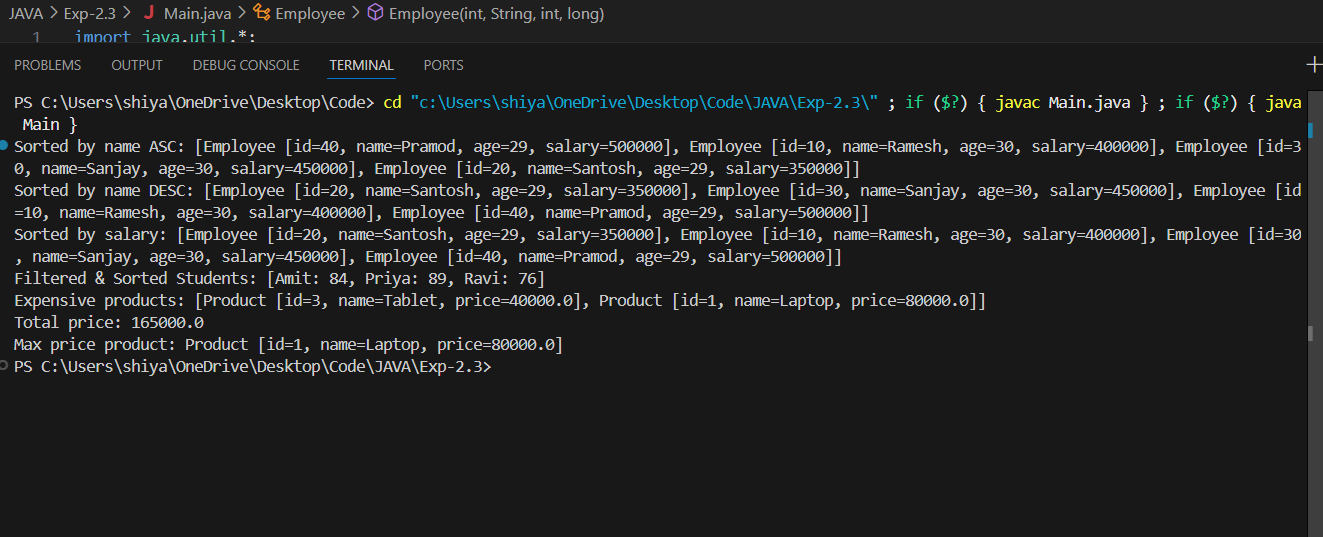 JAVA > Exp-2.3 > J Main.java > Employee > Employee(int, String, int, long)
1 import java.util.*;
PROBLEMS OUTPUT DEBUG CONSOLE TERMINAL PORTS
PS C:\Users\shiya\OneDrive\Desktop\Code> cd "c:\Users\shiya\OneDrive\Desktop\Code\JAVA\Exp-2.3\" ; if ($?) { javac Main.java } ; if ($?) { java
Main }
Sorted by name ASC: [Employee [id=40, name=Pramod, age=29, salary=500000], Employee [id=10, name=Ramesh, age=30, salary=400000], Employee [id=3
0, name=Sanjay, age=30, salary=450000], Employee [id=20, name=Santosh, age=29, salary=350000]]
Sorted by name DESC: [Employee [id=20, name=Santosh, age=29, salary=350000], Employee [id=30, name=Sanjay, age=30, salary=450000], Employee [id
=10, name=Ramesh, age=30, salary=400000], Employee [id=40, name=Pramod, age=29, salary=500000]]
Sorted by salary: [Employee [id=20, name=Santosh, age=29, salary=350000], Employee [id=10, name=Ramesh, age=30, salary=400000], Employee [id=30
, name=Sanjay, age=30, salary=450000], Employee [id=40, name=Pramod, age=29, salary=500000]]
Filtered & Sorted Students: [Amit: 84, Priya: 89, Ravi: 76]
Expensive products: [Product [id=3, name=Tablet, price=40000.0], Product [id=1, name=Laptop, price=80000.0]]
Total price: 165000.0
Max price product: Product [id=1, name=Laptop, price=80000.0]
PS C:\Users\shiya\OneDrive\Desktop\Code\JAVA\Exp-2.3>